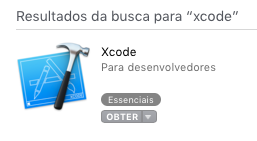 Resultados da busca para “xcode”
Xcode
Para desenvolvedores
Essenciais
OBTER